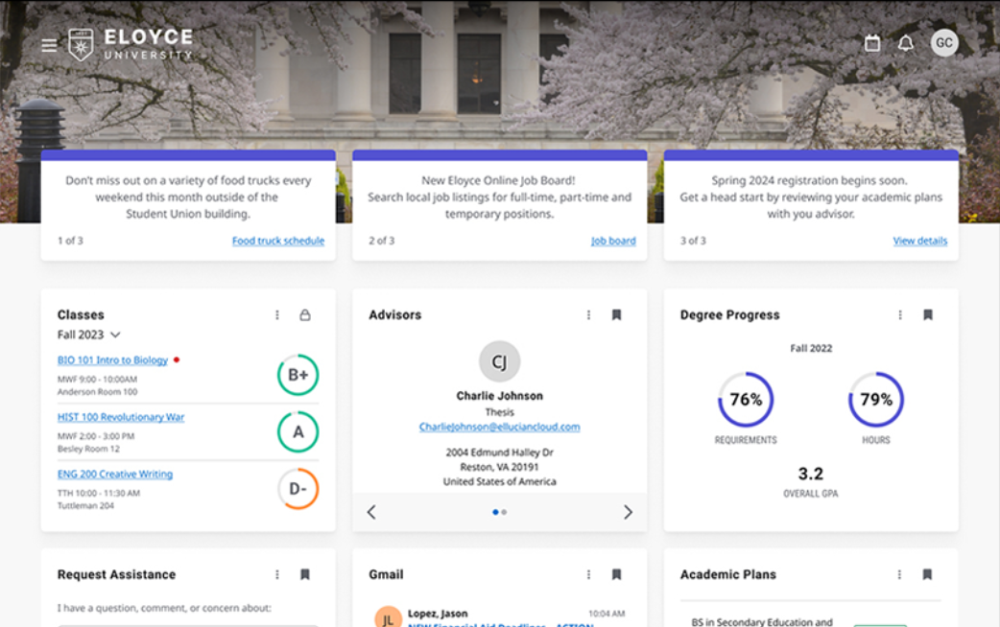 ELOYCE
UNIVERSITY
GC
Don't miss out on a variety of food trucks every
weekend this month outside of the
Student Union building.
1 of 3
Food truck schedule
New Eloyce Online Job Board!
Search local job listings for full-time, part-time and
temporary positions.
2 of 3
Job board
Spring 2024 registration begins soon.
Get a head start by reviewing your academic plans
with you advisor.
3 of 3
View details
Classes
Fall 2023
BIO 101 Intro to Biology
MWF 9:00 - 10:00AM
Anderson Room 100
B+
HIST 100 Revolutionary War
MWF 2:00 - 3:00 PM
Besley Room 12
A
ENG 200 Creative Writing
TTH 10:00 - 11:30 AM
Tuttleman 204
D-
Advisors
CJ
Charlie Johnson
Thesis
CharlieJohnson@elluciancloud.com
2004 Edmund Halley Dr
Reston, VA 20191
United States of America
Degree Progress
Fall 2022
76%
REQUIREMENTS
79%
HOURS
3.2
OVERALL GPA
Request Assistance
I have a question, comment, or concern about:
Gmail
JL
Lopez, Jason
10:04 AM
NEW Financial Aid Deadlines - ACTION
Academic Plans
BS in Secondary Education and